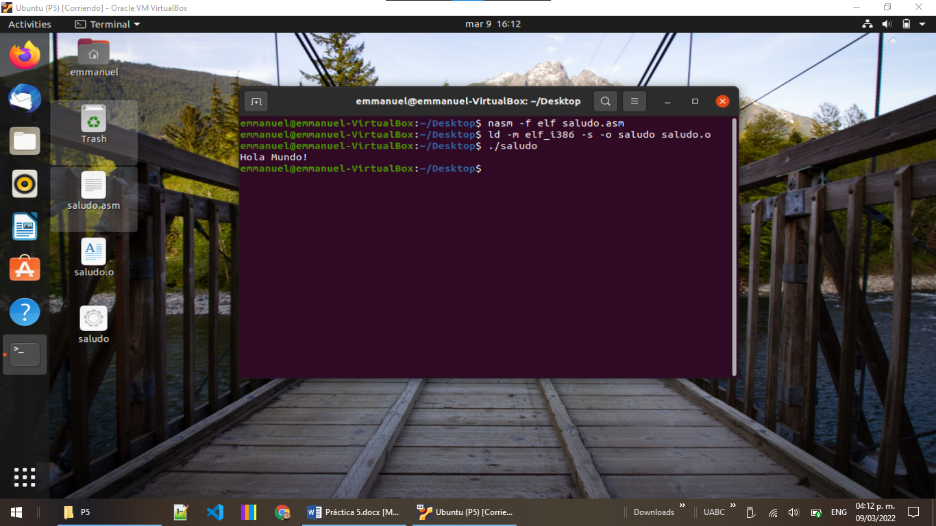 Ubuntu (P5) [Corriendo] - Oracle VM VirtualBox
Activities
Terminal
mar 9 16:12
emmanuel
Trash
saludo.asm
saludo.o
saludo
emmanuel@emmanuel-VirtualBox: ~/Desktop
emmanuel@emmanuel-VirtualBox:~/Desktop$ nasm -f elf saludo.asm
emmanuel@emmanuel-VirtualBox:~/Desktop$ ld -m elf_i386 -s -o saludo saludo.o
emmanuel@emmanuel-VirtualBox:~/Desktop$ ./saludo
Hola Mundo!
emmanuel@emmanuel-VirtualBox:~/Desktop$
P5
Práctica 5.docx [M...
Ubuntu (P5) [Corrie...
Downloads
UABC
ENG
04:12 p. m.
09/03/2022